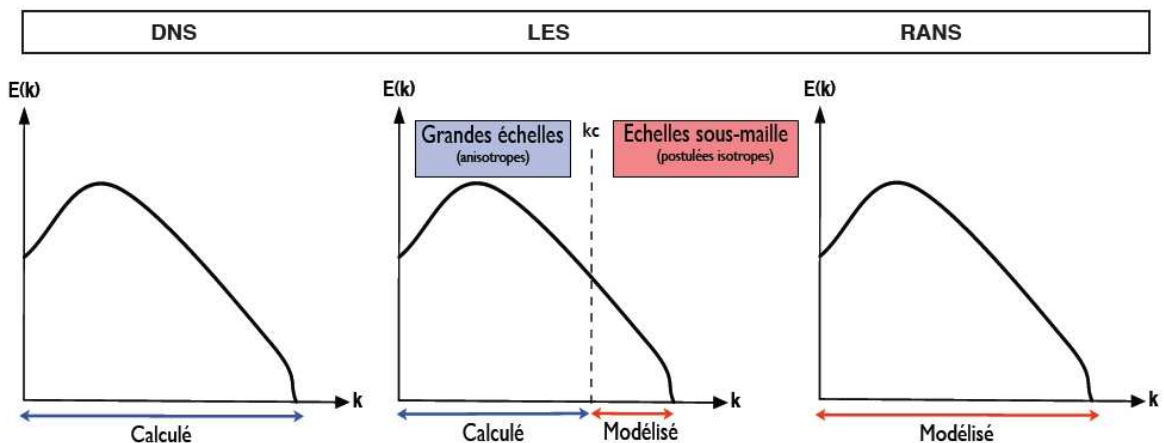 DNS LES RANS
E(k) E(k) E(k)
Grandes échelles kc Echelles sous-maille
(anisotropes) (postulées isotropes)
k k k
Calculé Calculé Modélisé Modélisé